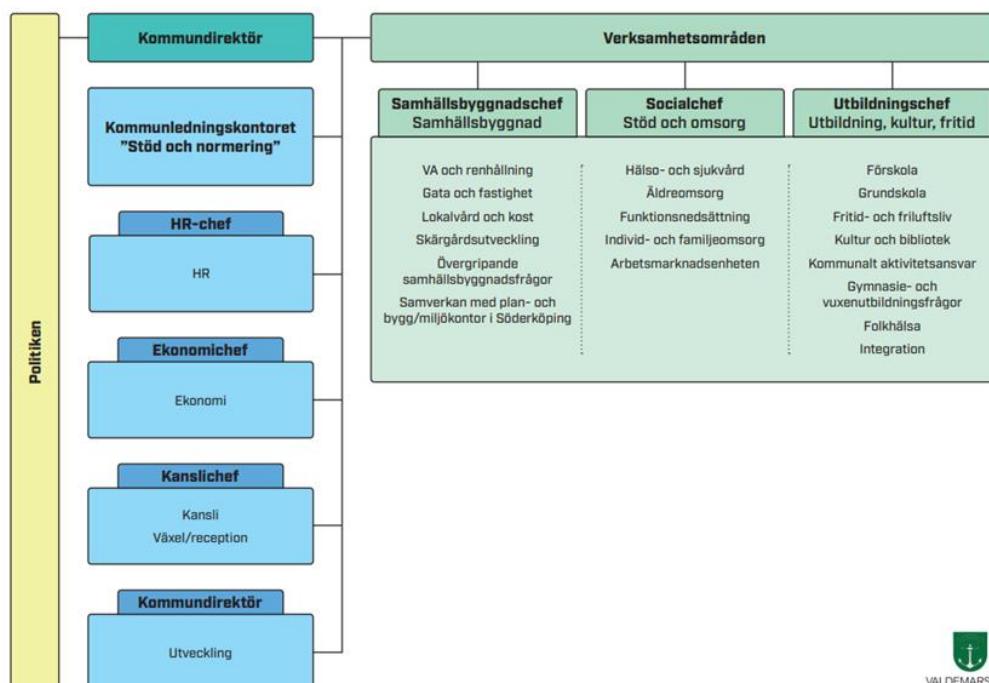 Politiken
Kommundirektör
Kommunledningskontoret
"Stöd och normering"
HR-chef
HR
Ekonomichef
Ekonomi
Kanslichef
Kansli
Växel/reception
Kommundirektör
Utveckling
Verksamhetsområden
Samhällsbyggnadschef
Samhällsbyggnad
VA och renhållning
Gata och fastighet
Lokalvård och kost
Skärgårdsutveckling
Övergripande
samhällsbyggnadsfrågor
Samverkan med plan- och
bygg/miljökontor i Söderköping
Socialchef
Stöd och omsorg
Hälso- och sjukvård
Äldreomsorg
Funktionsnedsättning
Individ- och familjeomsorg
Arbetsmarknadsenheten
Utbildningschef
Utbildning, kultur, fritid
Förskola
Grundskola
Fritid- och friluftsliv
Kultur och bibliotek
Kommunalt aktivitetsansvar
Gymnasie- och
vuxenutbildningsfrågor
Folkhälsa
Integration
VALDEMARS